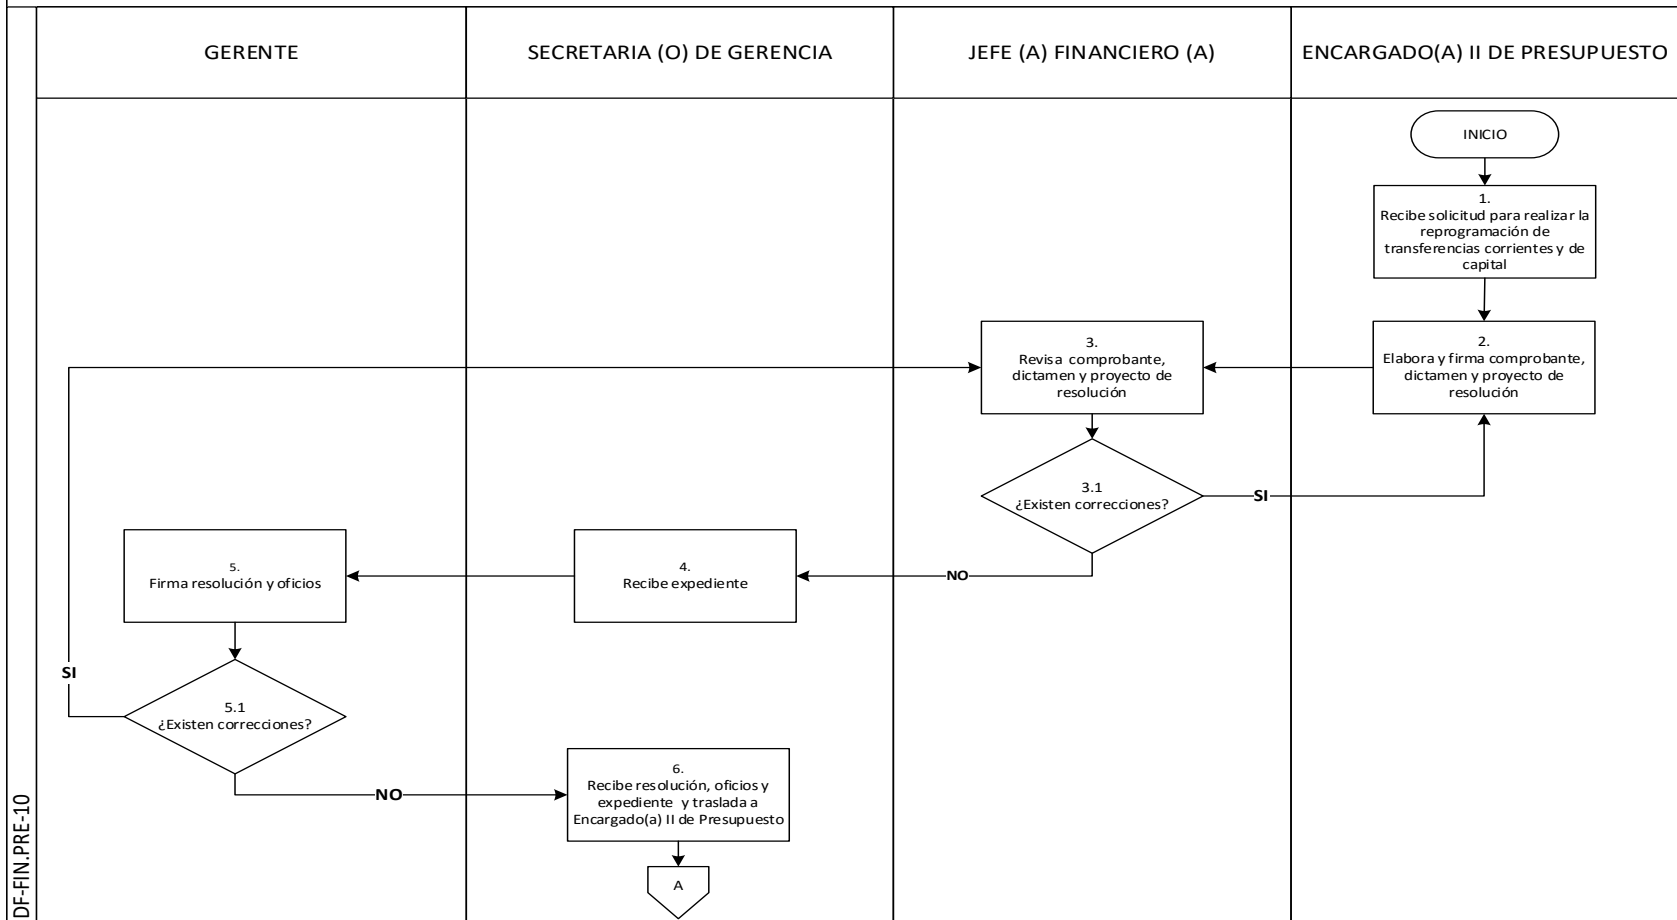 GERENTE
SECRETARIA (O) DE GERENCIA
JEFE (A) FINANCIERO (A)
ENCARGADO(A) II DE PRESUPUESTO
INICIO
1.
Recibe solicitud para realizar la
reprogramación de
transferencias corrientes y de
capital
2.
Elabora y firma comprobante,
dictamen y proyecto de
resolución
3.
Revisa comprobante,
dictamen y proyecto de
resolución
3.1
¿Existen correcciones?
SI
NO
4.
Recibe expediente
5.
Firma resolución y oficios
SI
5.1
¿Existen correcciones?
NO
6.
Recibe resolución, oficios y
expediente y traslada a
Encargado(a) II de Presupuesto
A
DF-FIN.PRE-10